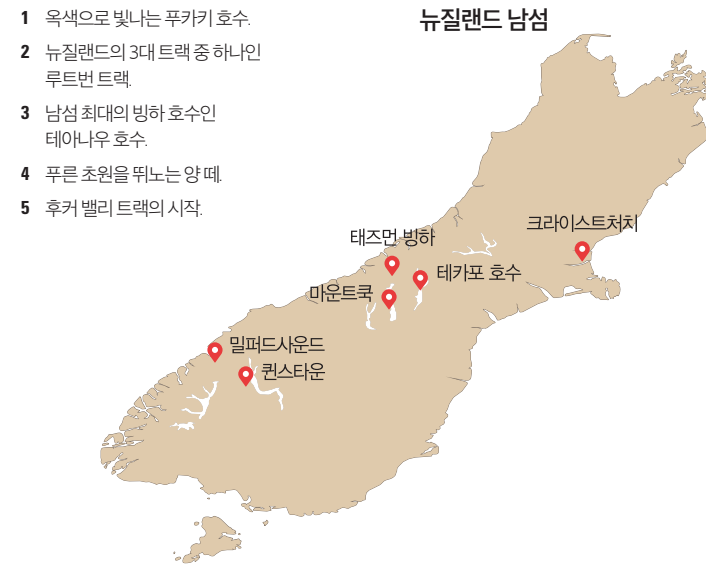 1 옥색으로 빛나는 푸카키 호수.
2 뉴질랜드의 3대 트랙 중 하나인
루트번 트랙.
3 남섬 최대의 빙하 호수인
테아나우 호수.
4 푸른 초원을 뛰노는 양 떼.
5 후커 밸리 트랙의 시작.
뉴질랜드 남섬
크라이스트처치
태즈먼 빙하
테카포 호수
마운트쿡
밀퍼드사운드
퀸스타운